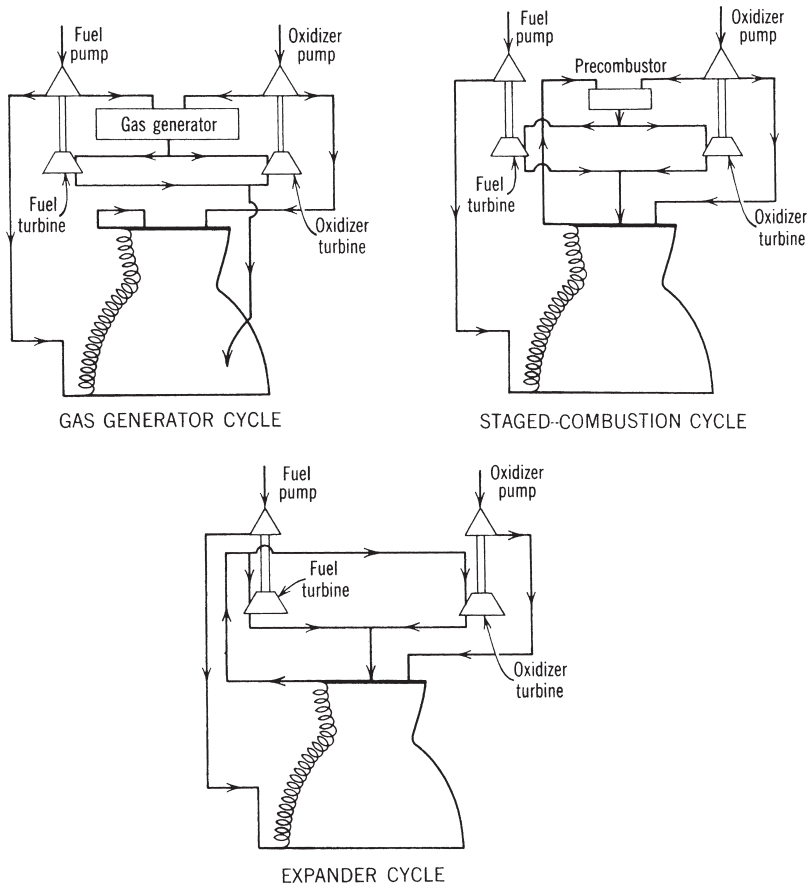 Fuel
pump
Oxidizer
pump
Gas generator
Fuel
turbine
Oxidizer
turbine
GAS GENERATOR CYCLE
Fuel
pump
Oxidizer
pump
Precombustor
Fuel
turbine
Oxidizer
turbine
STAGED--COMBUSTION CYCLE
Fuel
pump
Oxidizer
pump
Fuel
turbine
Oxidizer
turbine
EXPANDER CYCLE